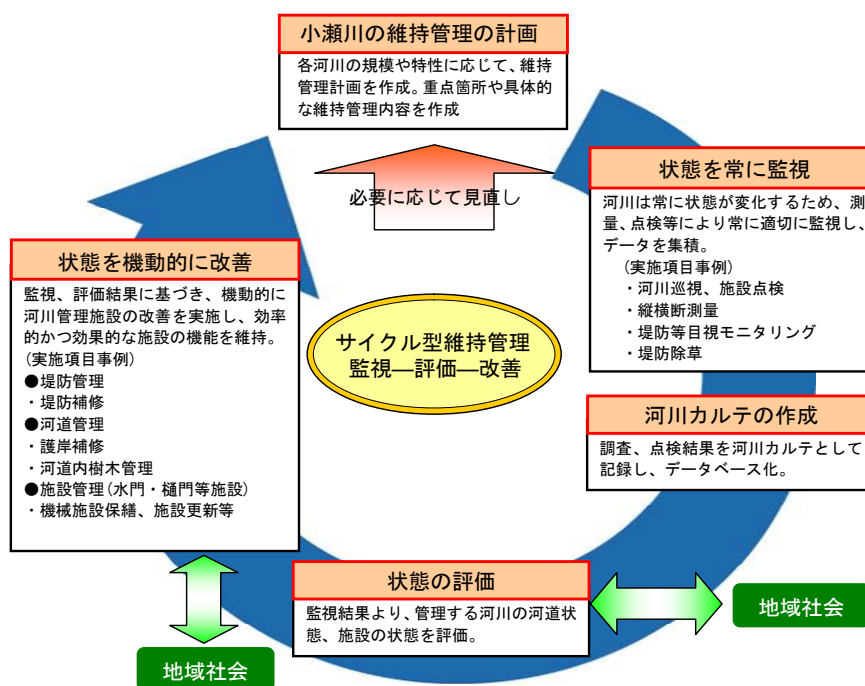 小瀬川の維持管理の計画
各河川の規模や特性に応じて、維持
管理計画を作成。重点箇所や具体的
な維持管理内容を作成
必要に応じて見直し
状態を常に監視
河川は常に状態が変化するため、測
量、点検等により常に適切に監視し、
データを集積。
(実施項目事例)
・河川巡視、施設点検
・縦横断測量
・堤防等目視モニタリング
・堤防除草
河川カルテの作成
調査、点検結果を河川カルテとして
記録し、データベース化。
状態の評価
監視結果より、管理する河川の河道状
態、施設の状態を評価。
地域社会
状態を機動的に改善
監視、評価結果に基づき、機動的に
河川管理施設の改善を実施し、効率
的かつ効果的な施設の機能を維持。
(実施項目事例)
●堤防管理
・堤防補修
●河道管理
・護岸補修
・河道内樹木管理
●施設管理(水門・樋門等施設)
・機械施設保繕、施設更新等
地域社会
サイクル型維持管理
監視―評価―改善